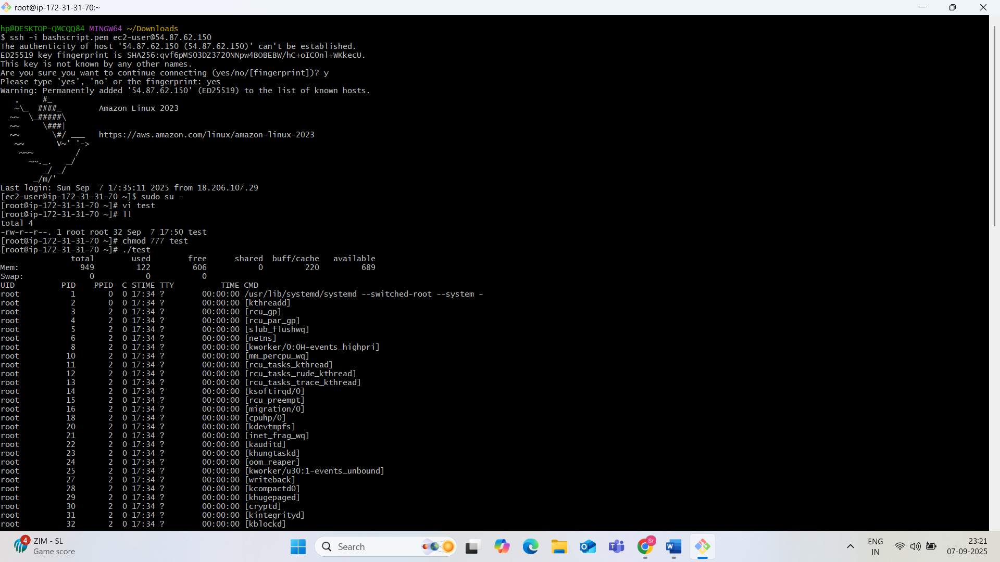 root@ip-172-31-31-70:~
hp@DESKTOP-QMCQQ84 MINGW64 ~/Downloads
$ ssh -i bashscript.pem ec2-user@54.87.62.150
The authenticity of host '54.87.62.150 (54.87.62.150)' can't be established.
ED25519 key fingerprint is SHA256:qvf6pMSO3DZ372ONNpw4BOBEBW/hC+oICOnl+WKkecU.
This key is not known by any other names.
Are you sure you want to continue connecting (yes/no/[fingerprint])? y
Please type 'yes', 'no' or the fingerprint: yes
Warning: Permanently added '54.87.62.150' (ED25519) to the list of known hosts.
   ,     #_
   ~\_  ####_        Amazon Linux 2023
  ~~  \_#####\
  ~~     \###|
  ~~       \#/ ___   https://aws.amazon.com/linux/amazon-linux-2023
   ~~       V~' '->
    ~~~         /
      ~~._.   _/
         _/ _/
       _/m/'
Last login: Sun Sep  7 17:35:11 2025 from 18.206.107.29
[ec2-user@ip-172-31-31-70 ~]$ sudo su -
[root@ip-172-31-31-70 ~]# vi test
[root@ip-172-31-31-70 ~]# ll
total 4
-rw-r--r--. 1 root root 32 Sep  7 17:50 test
[root@ip-172-31-31-70 ~]# chmod 777 test
[root@ip-172-31-31-70 ~]# ./test
               total        used        free      shared  buff/cache   available
Mem:             949         122         606           0         220         689
Swap:              0           0           0
UID          PID    PPID  C STIME TTY          TIME CMD
root           1       0  0 17:34 ?        00:00:00 /usr/lib/systemd/systemd --switched-root --system -
root           2       0  0 17:34 ?        00:00:00 [kthreadd]
root           3       2  0 17:34 ?        00:00:00 [rcu_gp]
root           4       2  0 17:34 ?        00:00:00 [rcu_par_gp]
root           5       2  0 17:34 ?        00:00:00 [slub_flushwq]
root           6       2  0 17:34 ?        00:00:00 [netns]
root           8       2  0 17:34 ?        00:00:00 [kworker/0:0H-events_highpri]
root          10       2  0 17:34 ?        00:00:00 [mm_percpu_wq]
root          11       2  0 17:34 ?        00:00:00 [rcu_tasks_kthread]
root          12       2  0 17:34 ?        00:00:00 [rcu_tasks_rude_kthread]
root          13       2  0 17:34 ?        00:00:00 [rcu_tasks_trace_kthread]
root          14       2  0 17:34 ?        00:00:00 [ksoftirqd/0]
root          15       2  0 17:34 ?        00:00:00 [rcu_preempt]
root          16       2  0 17:34 ?        00:00:00 [migration/0]
root          18       2  0 17:34 ?        00:00:00 [cpuhp/0]
root          20       2  0 17:34 ?        00:00:00 [kdevtmpfs]
root          21       2  0 17:34 ?        00:00:00 [inet_frag_wq]
root          22       2  0 17:34 ?        00:00:00 [kauditd]
root          23       2  0 17:34 ?        00:00:00 [khungtaskd]
root          24       2  0 17:34 ?        00:00:00 [oom_reaper]
root          25       2  0 17:34 ?        00:00:00 [kworker/u30:1-events_unbound]
root          27       2  0 17:34 ?        00:00:00 [writeback]
root          28       2  0 17:34 ?        00:00:00 [kcompactd0]
root          29       2  0 17:34 ?        00:00:00 [khugepaged]
root          30       2  0 17:34 ?        00:00:00 [cryptd]
root          31       2  0 17:34 ?        00:00:00 [kintegrityd]
root          32       2  0 17:34 ?        00:00:00 [kblockd]
4
ZIM - SL
Game score
Search
Sr
ENG
IN
23:21
07-09-2025